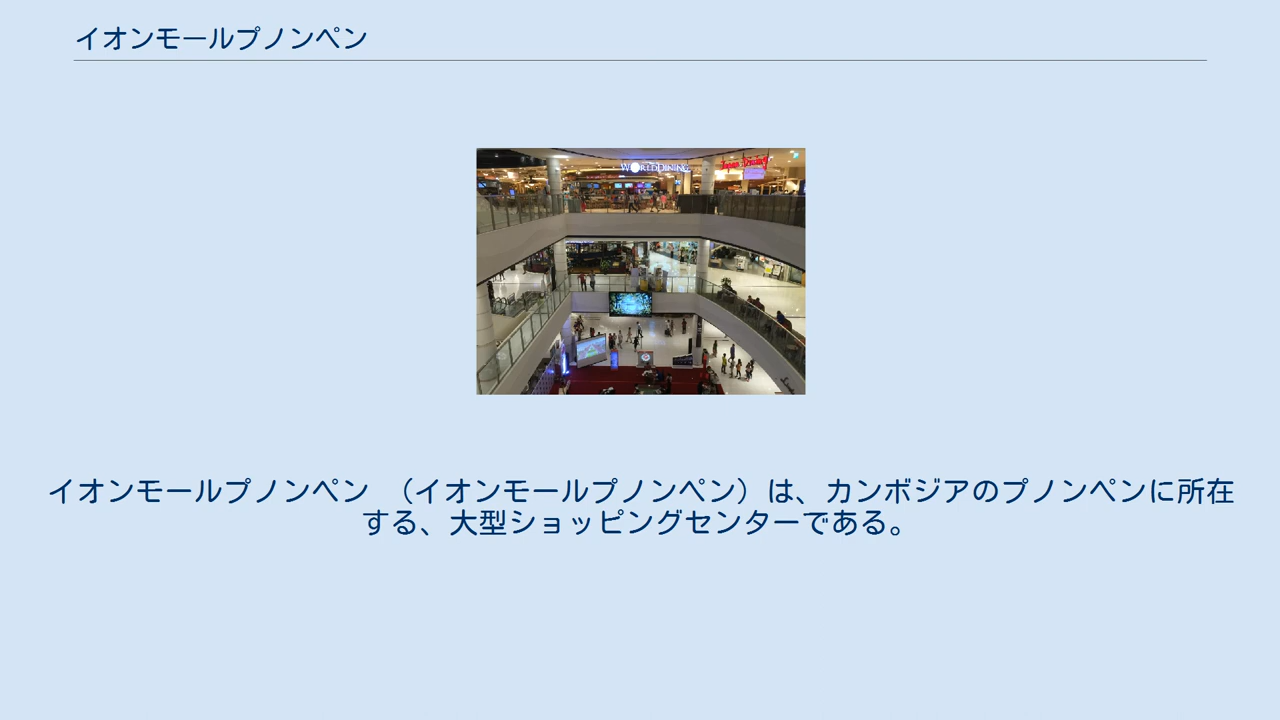 イオンモールプノンペン
WORLD DINING
Japan Dining
イオンモールプノンペン （イオンモールプノンペン）は、カンボジアのプノンペンに所在
する、大型ショッピングセンターである。